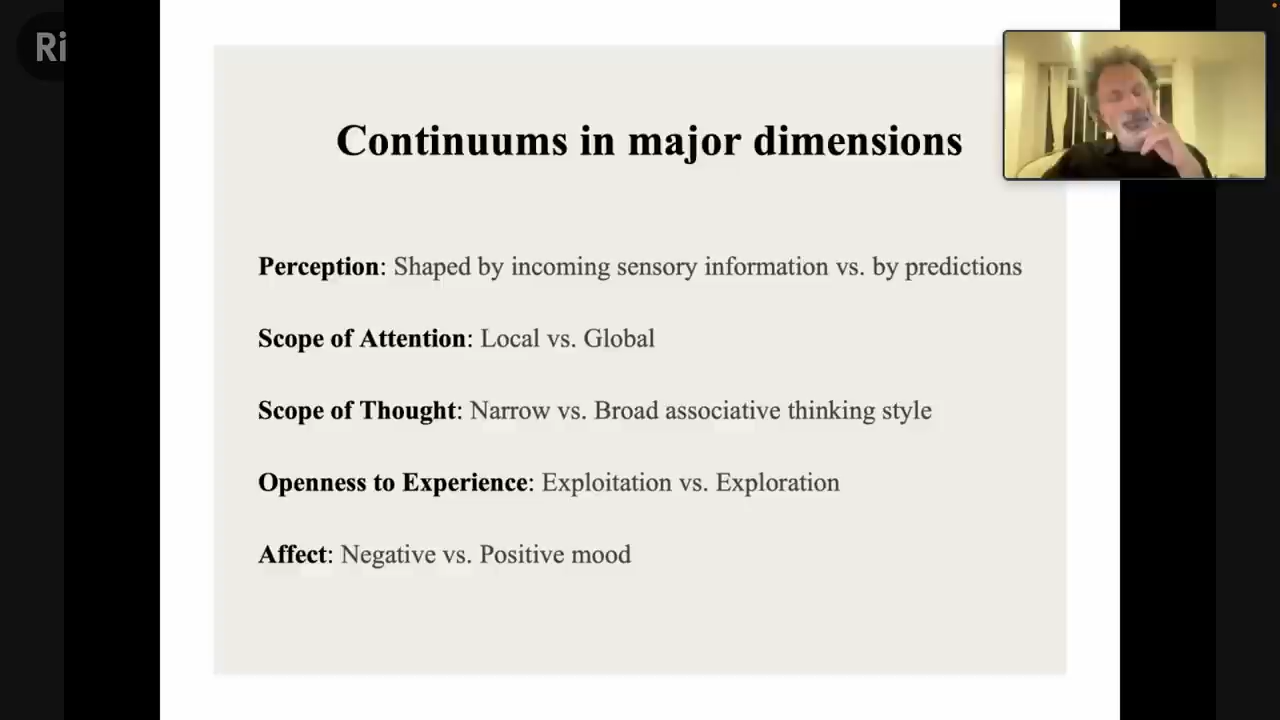 Ri
Continuums in major dimensions
Perception: Shaped by incoming sensory information vs. by predictions
Scope of Attention: Local vs. Global
Scope of Thought: Narrow vs. Broad associative thinking style
Openness to Experience: Exploitation vs. Exploration
Affect: Negative vs. Positive mood